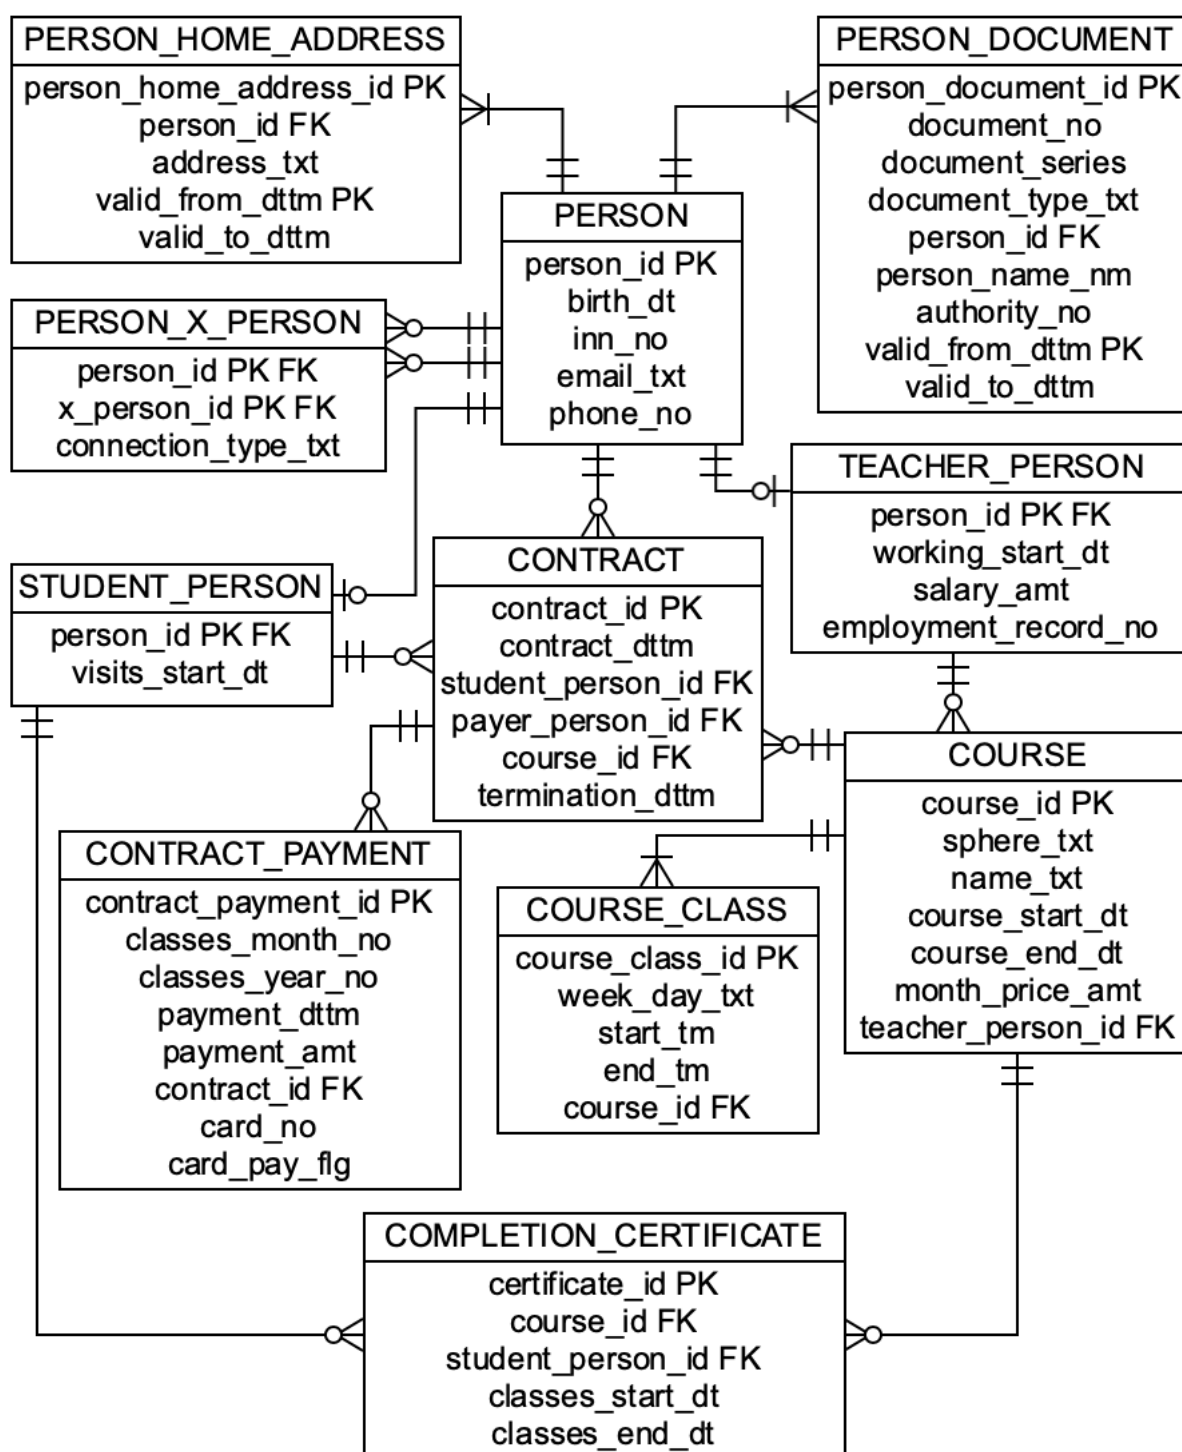 PERSON_HOME_ADDRESS
person_home_address_id PK
person_id FK
address_txt
valid_from_dttm PK
valid_to_dttm
PERSON_DOCUMENT
person_document_id PK
document_no
document_series
document_type_txt
person_id FK
person_name_nm
authority_no
valid_from_dttm PK
valid_to_dttm
PERSON
person_id PK
birth_dt
inn_no
email_txt
phone_no
PERSON_X_PERSON
person_id PK FK
x_person_id PK FK
connection_type_txt
TEACHER_PERSON
person_id PK FK
working_start_dt
salary_amt
employment_record_no
STUDENT_PERSON
person_id PK FK
visits_start_dt
CONTRACT
contract_id PK
contract_dttm
student_person_id FK
payer_person_id FK
course_id FK
termination_dttm
COURSE
course_id PK
sphere_txt
name_txt
course_start_dt
course_end_dt
month_price_amt
teacher_person_id FK
CONTRACT_PAYMENT
contract_payment_id PK
classes_month_no
classes_year_no
payment_dttm
payment_amt
contract_id FK
card_no
card_pay_flg
COURSE_CLASS
course_class_id PK
week_day_txt
start_tm
end_tm
course_id FK
COMPLETION_CERTIFICATE
certificate_id PK
course_id FK
student_person_id FK
classes_start_dt
classes_end_dt